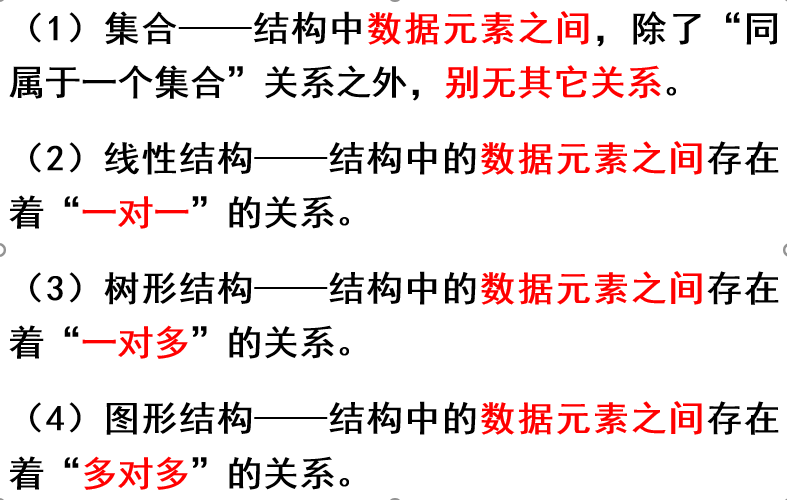 （1）集合——结构中数据元素之间，除了“同
属于一个集合”关系之外，别无其它关系。
（2）线性结构——结构中的数据元素之间存在
着“一对一”的关系。
（3）树形结构——结构中的数据元素之间存在
着“一对多”的关系。
（4）图形结构——结构中的数据元素之间存在
着“多对多”的关系。